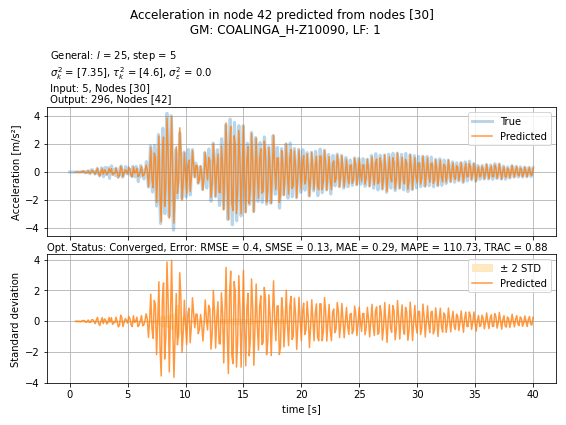 Acceleration in node 42 predicted from nodes [30]
GM: COALINGA_H-Z10090, LF: 1
General: l = 25, step = 5
σ²ₖ = [7.35], τ²ₖ = [4.6], σ²ε = 0.0
Input: 5, Nodes [30]
Output: 296, Nodes [42]
Acceleration [m/s²]
4
2
0
−2
−4
True
Predicted
Opt. Status: Converged, Error: RMSE = 0.4, SMSE = 0.13, MAE = 0.29, MAPE = 110.73, TRAC = 0.88
Standard deviation
4
2
0
−2
−4
± 2 STD
Predicted
0 5 10 15 20 25 30 35 40
time [s]